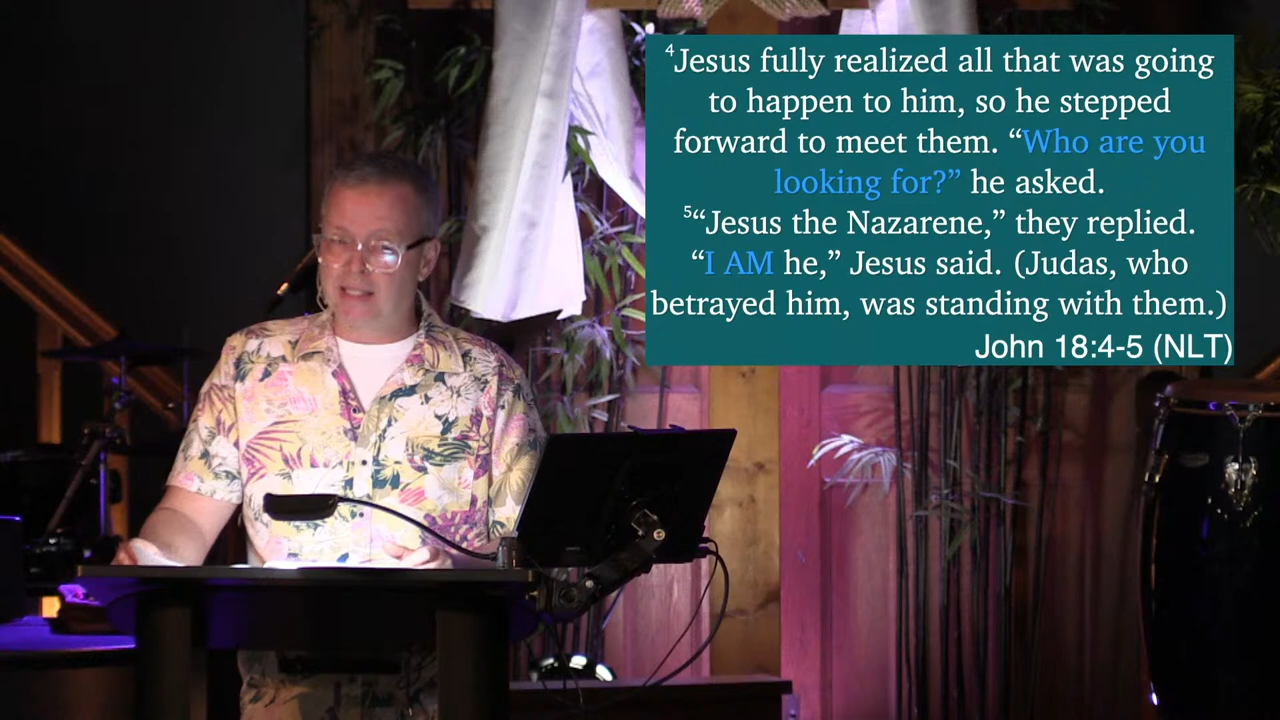 ⁴Jesus fully realized all that was going
to happen to him, so he stepped
forward to meet them. “Who are you
looking for?” he asked.
⁵“Jesus the Nazarene,” they replied.
“I AM he,” Jesus said. (Judas, who
betrayed him, was standing with them.)
John 18:4-5 (NLT)